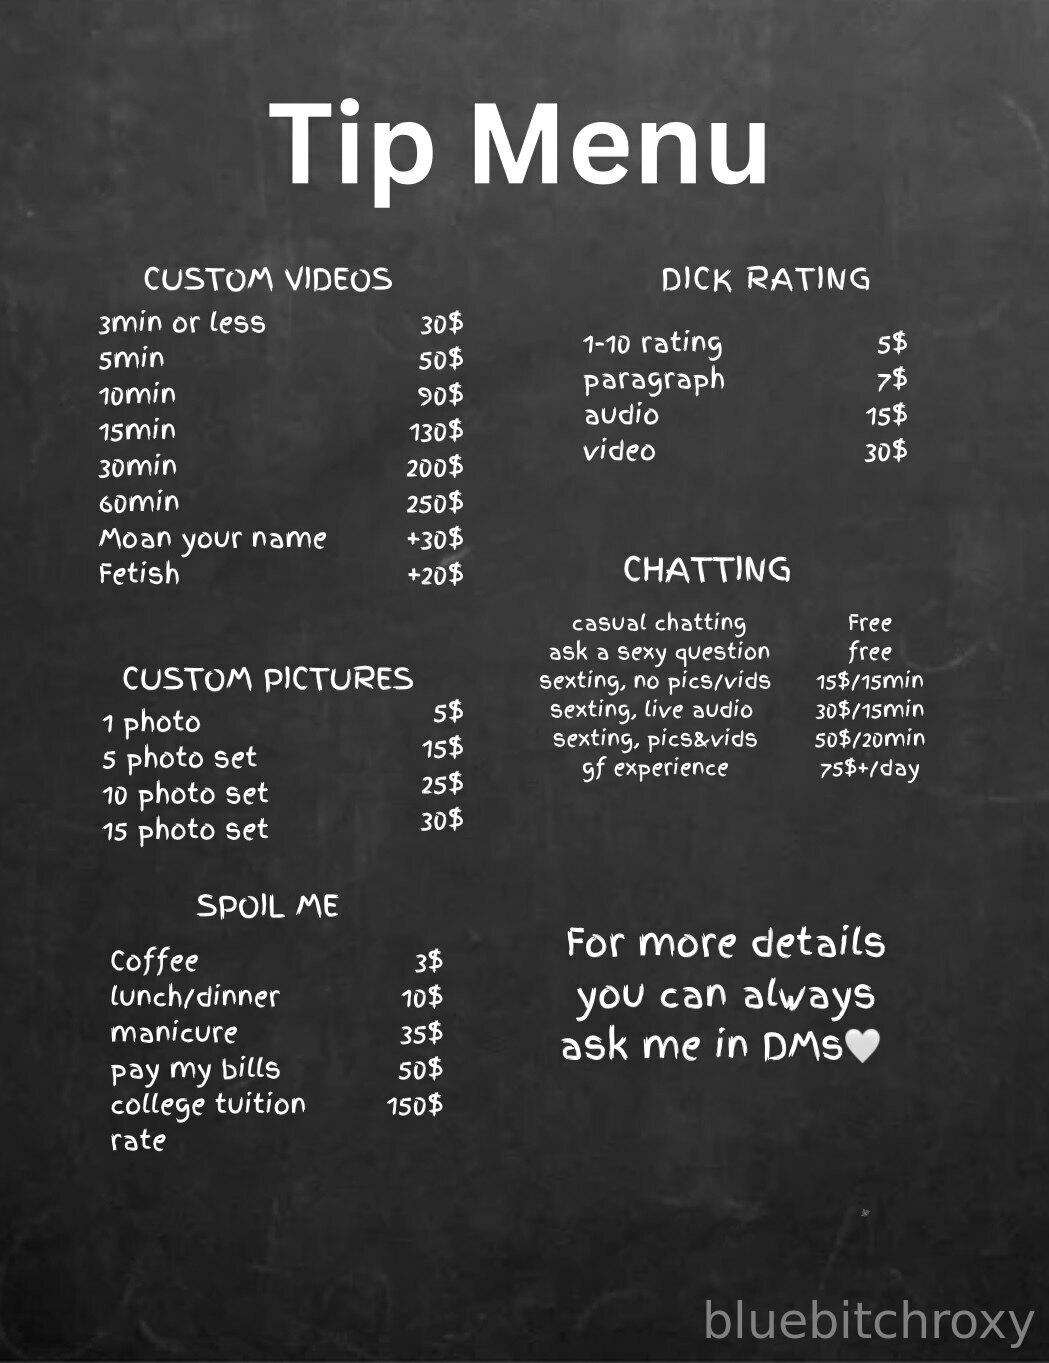 Tip Menu
CUSTOM VIDEOS
3min or less 30$
5min 50$
10min 90$
15min 130$
30min 200$
60min 250$
Moan your name +30$
Fetish +20$
CUSTOM PICTURES
1 photo 5$
5 photo set 15$
10 photo set 25$
15 photo set 30$
SPOIL ME
Coffee 3$
lunch/dinner 10$
manicure 35$
pay my bills 50$
college tuition 150$
rate
DICK RATING
1-10 rating 5$
paragraph 7$
audio 15$
video 30$
CHATTING
casual chatting Free
ask a sexy question free
sexting, no pics/vids 15$/15min
sexting, live audio 30$/15min
sexting, pics&vids 50$/20min
gf experience 75$+/day
For more details
you can always
ask me in DMs🤍
bluebitchroxy